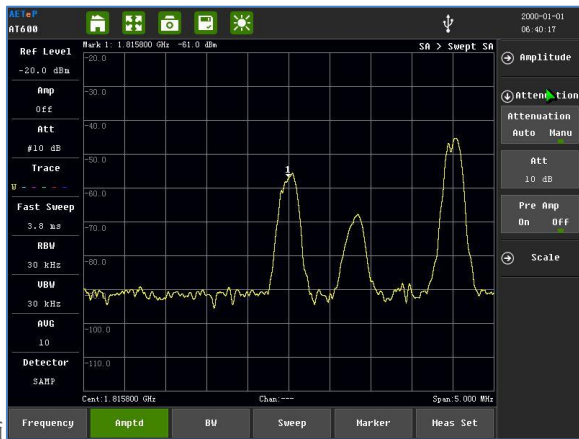 AETeP
AT600
2000-01-01
06:40:17
Ref Level
-20.0 dBm
Amp
Off
Att
#10 dB
Trace
W - - - - -
Fast Sweep
3.8 ms
RBW
30 kHz
VBW
30 kHz
AVG
10
Detector
SAMP
Mark 1: 1.815800 GHz -61.0 dBm
SA > Swept SA
-20.0
-30.0
-40.0
-50.0
-60.0
-70.0
-80.0
-100.0
-110.0
1
Cent:1.815800 GHz
Chan:---
Span:5.000 MHz
Amplitude
Attenuation
Attenuation
Auto Manu
Att
10 dB
Pre Amp
On Off
Scale
Frequency
Amptd
BW
Sweep
Marker
Meas Set